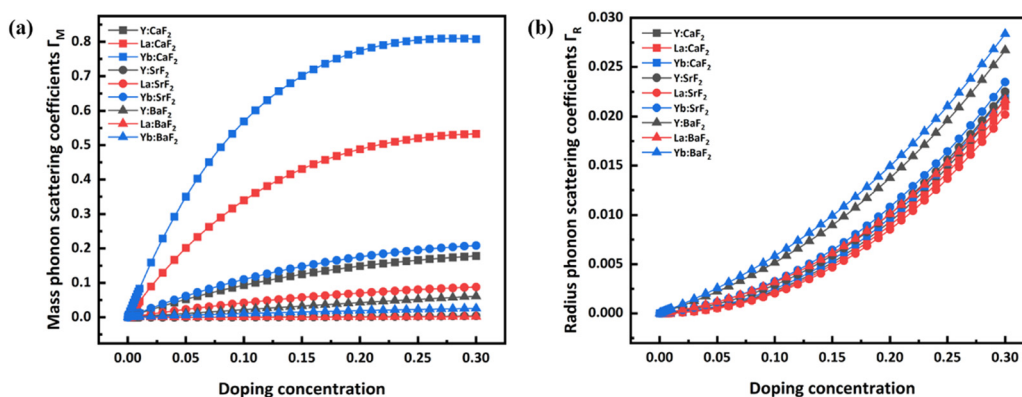 (a)
Mass phonon scattering coefficients Γ_M
0.8
0.7
0.6
0.5
0.4
0.3
0.2
0.1
0.0
Y:CaF₂
La:CaF₂
Yb:CaF₂
Y:SrF₂
La:SrF₂
Yb:SrF₂
Y:BaF₂
La:BaF₂
Yb:BaF₂
0.00 0.05 0.10 0.15 0.20 0.25 0.30
Doping concentration
(b)
Radius phonon scattering coefficients Γ_R
0.030
0.025
0.020
0.015
0.010
0.005
0.000
Y:CaF₂
La:CaF₂
Yb:CaF₂
Y:SrF₂
La:SrF₂
Yb:SrF₂
Y:BaF₂
La:BaF₂
Yb:BaF₂
0.00 0.05 0.10 0.15 0.20 0.25 0.30
Doping concentration